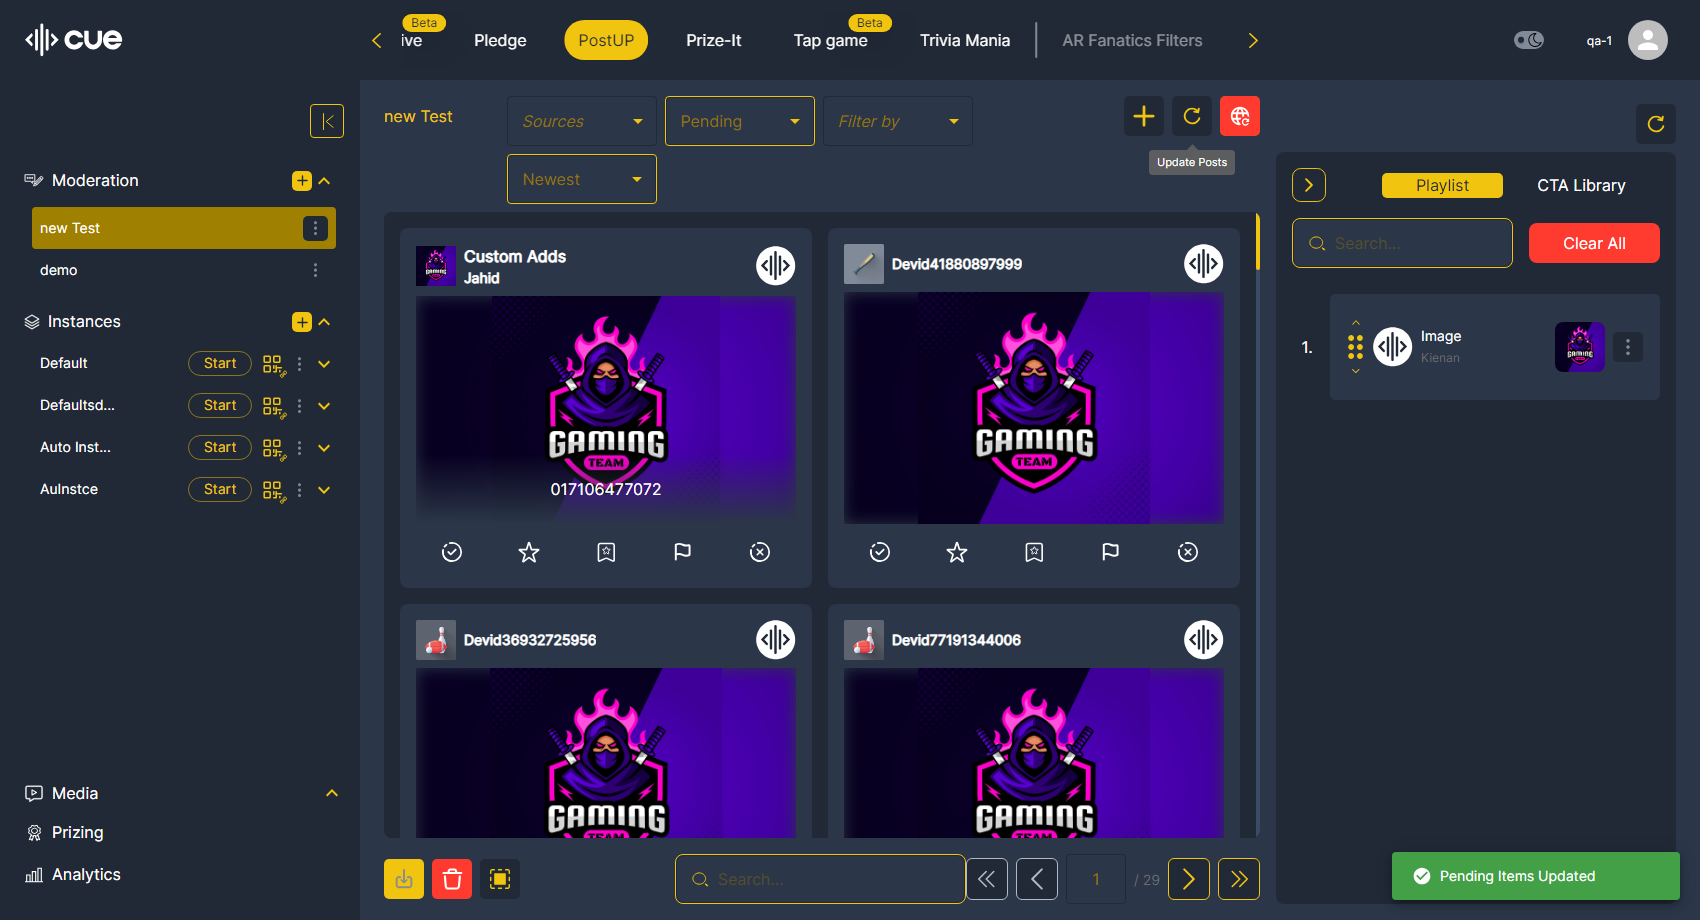 cue
Beta
ive
Pledge
PostUP
Prize-It
Beta
Tap game
Trivia Mania
AR Fanatics Filters
qa-1
Moderation
new Test
demo
Instances
Default
Start
Defaultsd...
Start
Auto Inst...
Start
AuInstce
Start
Media
Prizing
Analytics
new Test
Sources
Pending
Filter by
Newest
Update Posts
Custom Adds
Jahid
GAMING
TEAM
017106477072
Devid41880897999
GAMING
TEAM
Devid36932725956
GAMING
TEAM
Devid77191344006
GAMING
TEAM
Search...
1
/ 29
Playlist
CTA Library
Search...
Clear All
1.
Image
Kienan
GAMING
Pending Items Updated